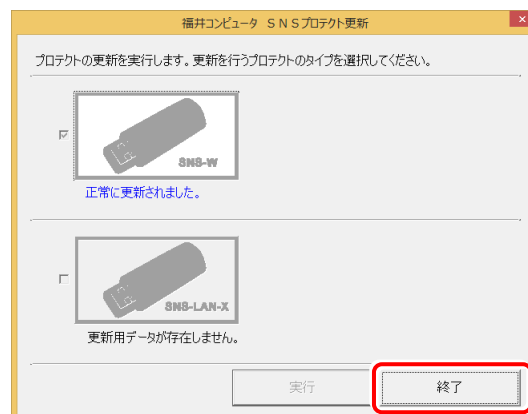 福井コンピュータ SNSプロテクト更新
プロテクトの更新を実行します。更新を行うプロテクトのタイプを選択してください。
SNS-W
正常に更新されました。
SNS-LAN-X
更新用データが存在しません。
実行
終了